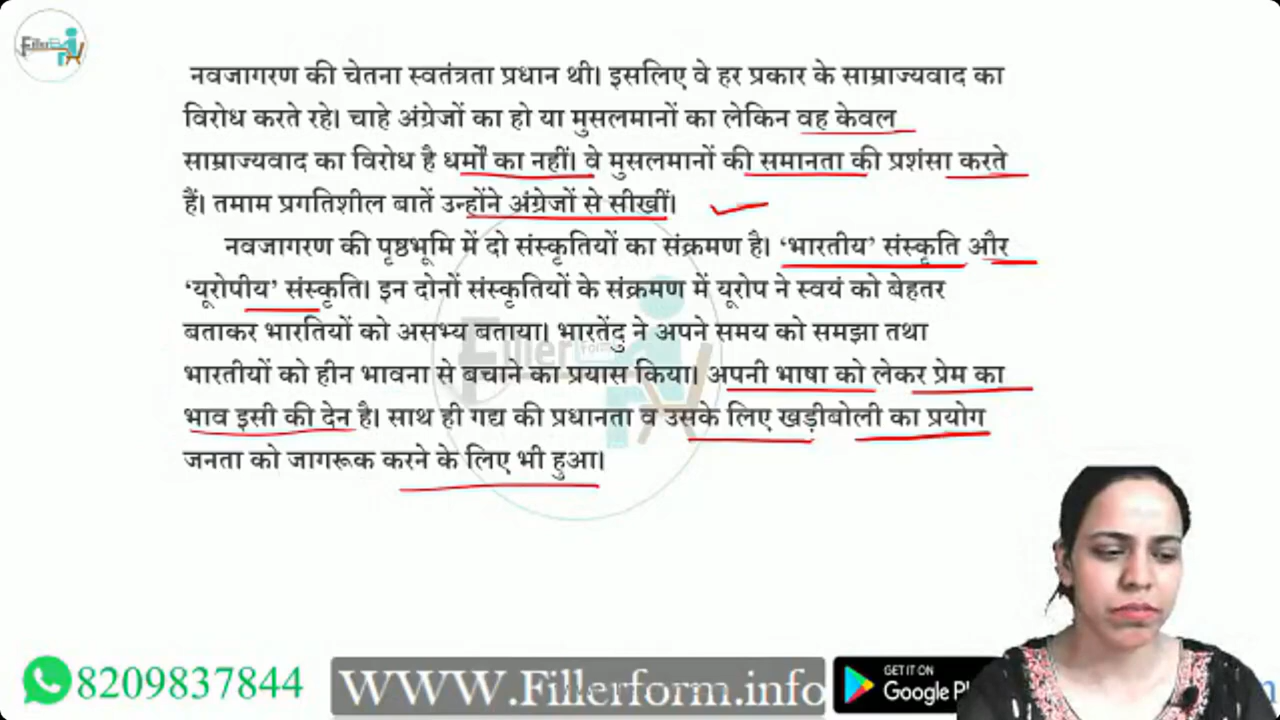 FillerForm
नवजागरण की चेतना स्वतंत्रता प्रधान थी। इसलिए वे हर प्रकार के साम्राज्यवाद का
विरोध करते रहे। चाहे अंग्रेजों का हो या मुसलमानों का लेकिन वह केवल
साम्राज्यवाद का विरोध है धर्मों का नहीं। वे मुसलमानों की समानता की प्रशंसा करते
हैं। तमाम प्रगतिशील बातें उन्होंने अंग्रेजों से सीखीं।
नवजागरण की पृष्ठभूमि में दो संस्कृतियों का संक्रमण है। ‘भारतीय’ संस्कृति और
‘यूरोपीय’ संस्कृति। इन दोनों संस्कृतियों के संक्रमण में यूरोप ने स्वयं को बेहतर
बताकर भारतियों को असभ्य बताया। भारतेंदु ने अपने समय को समझा तथा
भारतीयों को हीन भावना से बचाने का प्रयास किया। अपनी भाषा को लेकर प्रेम का
भाव इसी की देन है। साथ ही गद्य की प्रधानता व उसके लिए खड़ीबोली का प्रयोग
जनता को जागरूक करने के लिए भी हुआ।
8209837844
WWW.Fillerform.info
GET IT ON
Google Pl